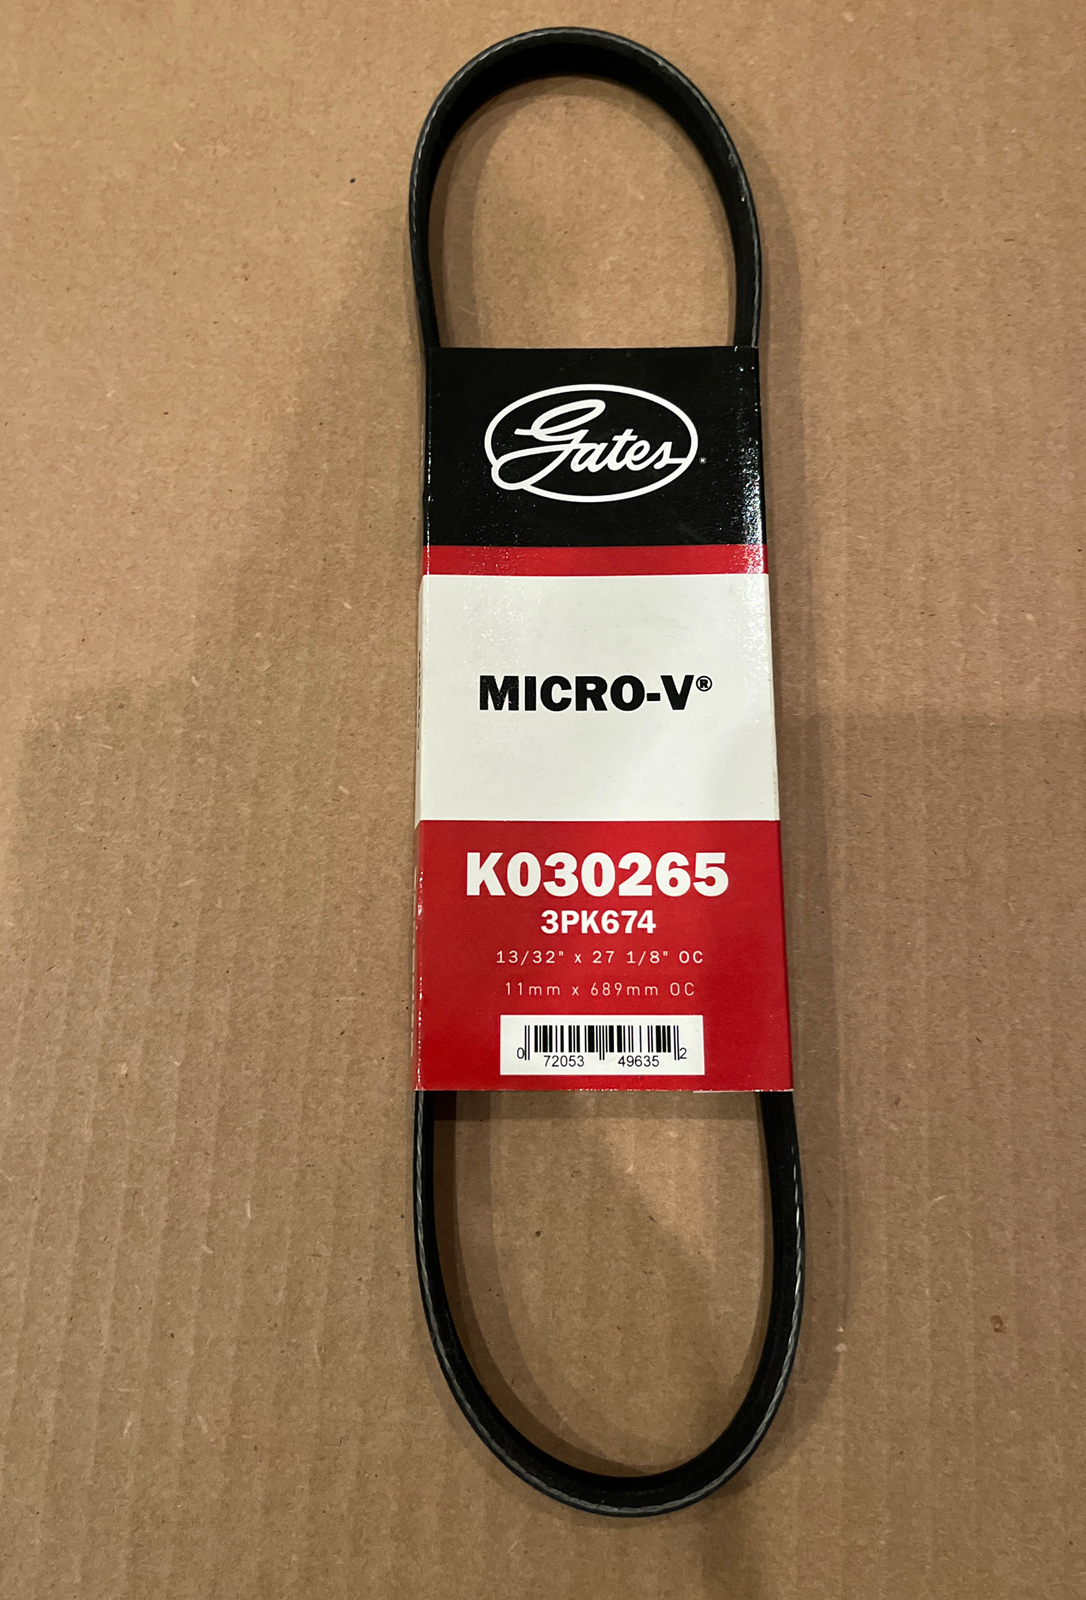 Gates®
MICRO-V®
K030265
3PK674
13/32" x 27 1/8" OC
11mm x 689mm OC
0 72053 49635 2